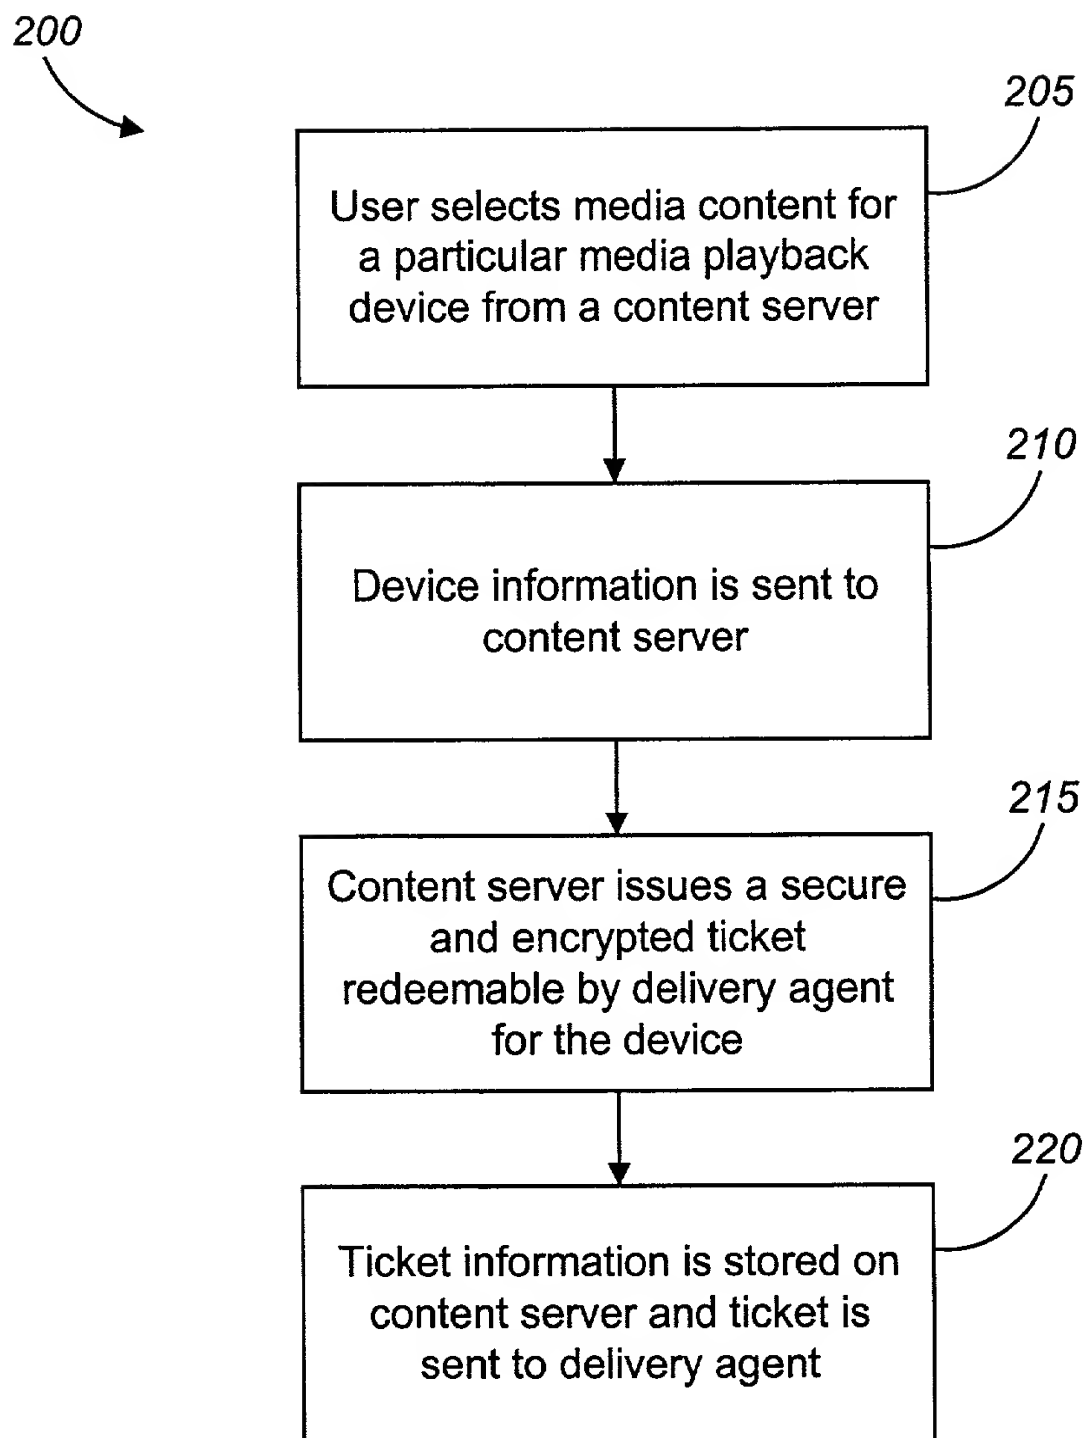 200
205
User selects media content for
a particular media playback
device from a content server
210
Device information is sent to
content server
215
Content server issues a secure
and encrypted ticket
redeemable by delivery agent
for the device
220
Ticket information is stored on
content server and ticket is
sent to delivery agent